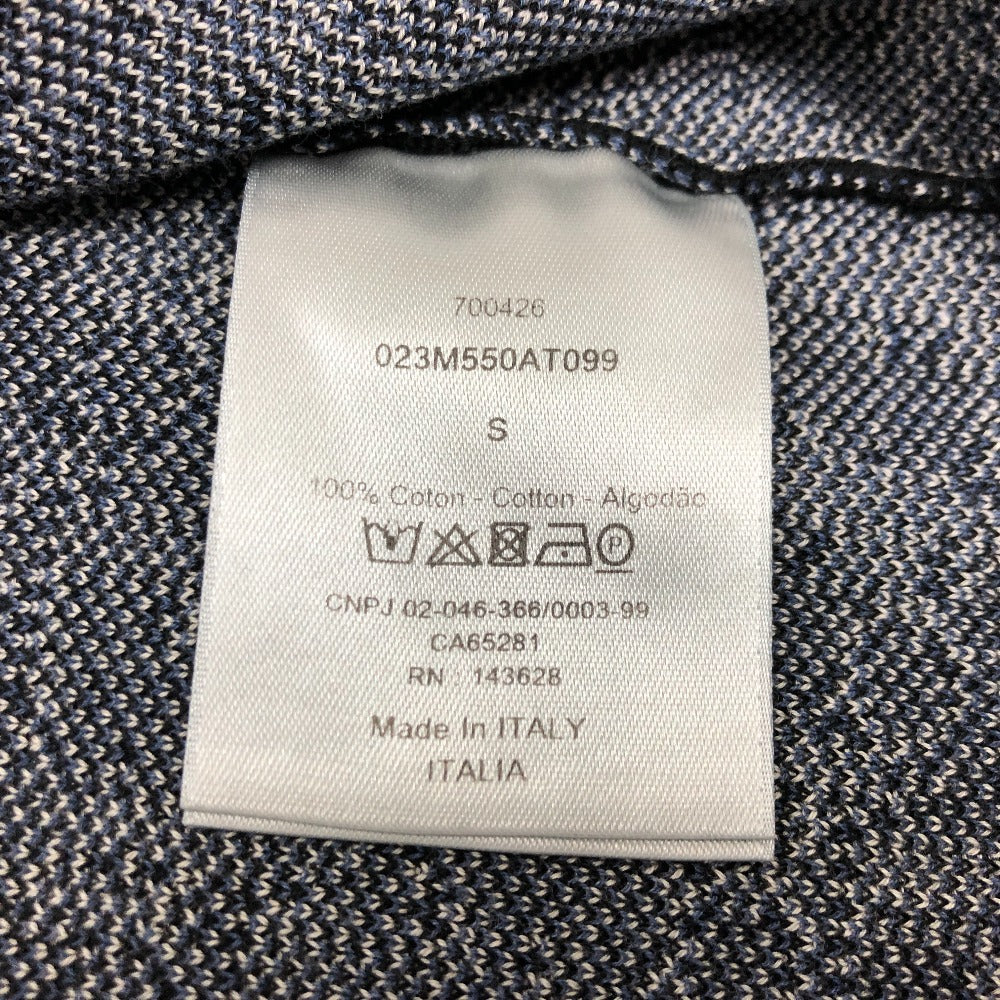 700426
023M550AT099
S
100% Coton - Cotton - Algodão
P
CNPJ 02-046-366/0003-99
CA65281
RN : 143628
Made In ITALY
ITALIA